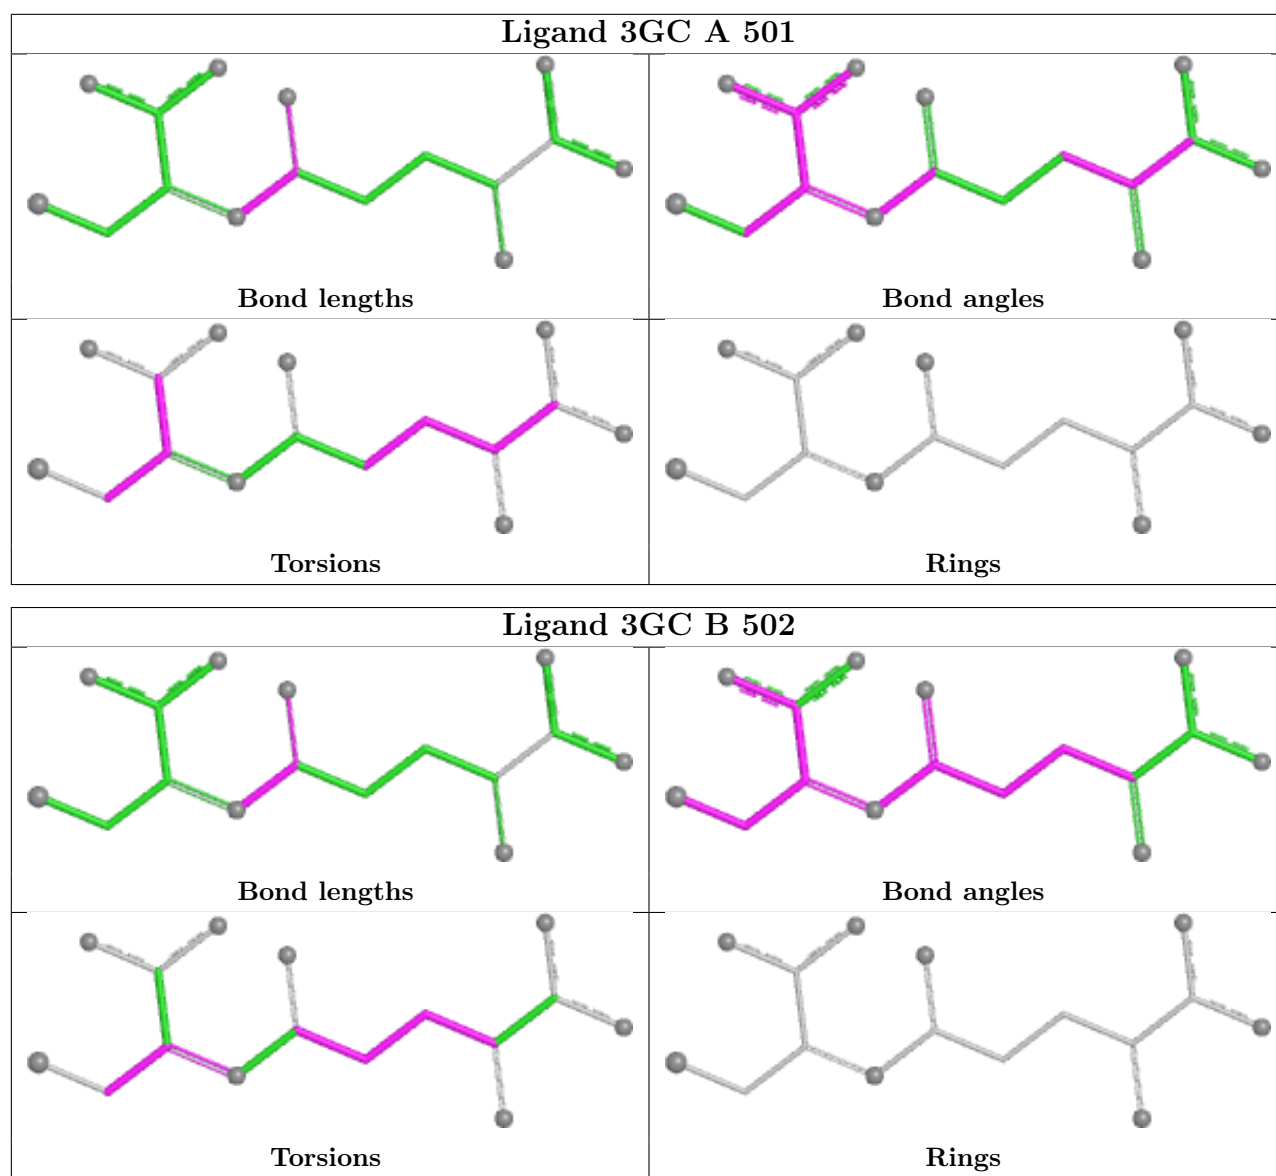 Ligand 3GC A 501
Bond lengths
Bond angles
Torsions
Rings
Ligand 3GC B 502
Bond lengths
Bond angles
Torsions
Rings